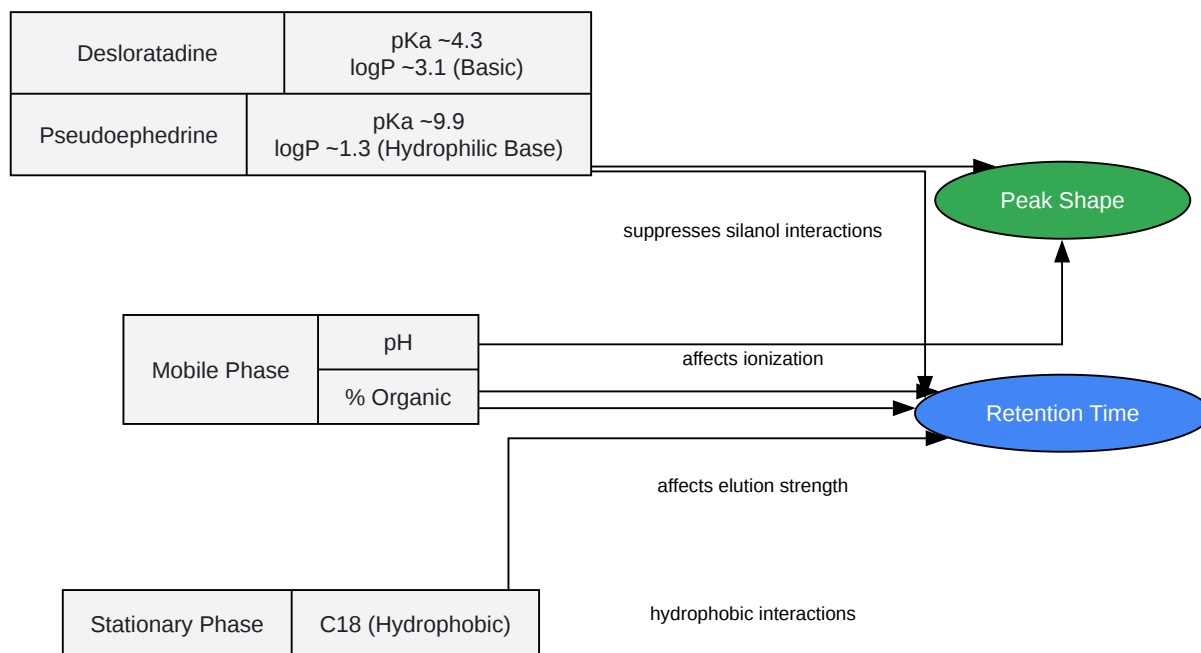 Desloratadine
pKa ~4.3
logP ~3.1 (Basic)
Pseudoephedrine
pKa ~9.9
logP ~1.3 (Hydrophilic Base)
Peak Shape
suppresses silanol interactions
Mobile Phase
pH
% Organic
affects ionization
Retention Time
affects elution strength
Stationary Phase
C18 (Hydrophobic)
hydrophobic interactions